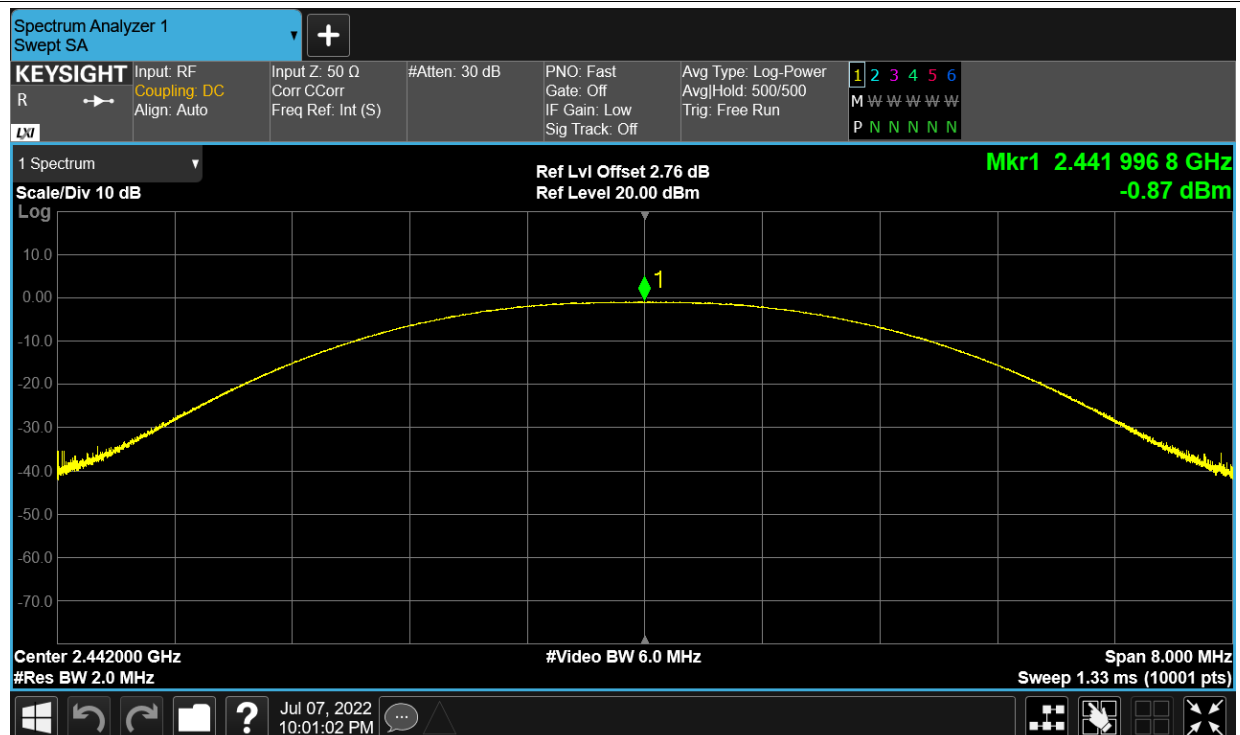 Spectrum Analyzer 1
Swept SA
KEYSIGHT
R
LXI
Input: RF
Coupling: DC
Align: Auto
Input Z: 50 Ω
Corr CCorr
Freq Ref: Int (S)
#Atten: 30 dB
PNO: Fast
Gate: Off
IF Gain: Low
Sig Track: Off
Avg Type: Log-Power
Avg|Hold: 500/500
Trig: Free Run
1 2 3 4 5 6
M W W W W W W
P N N N N N
1 Spectrum
Scale/Div 10 dB
Log
Ref Lvl Offset 2.76 dB
Ref Level 20.00 dBm
Mkr1 2.441 996 8 GHz
-0.87 dBm
10.0
0.00
-10.0
-20.0
-30.0
-40.0
-50.0
-60.0
-70.0
1
Center 2.442000 GHz
#Res BW 2.0 MHz
#Video BW 6.0 MHz
Span 8.000 MHz
Sweep 1.33 ms (10001 pts)
?
Jul 07, 2022
10:01:02 PM